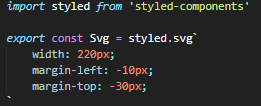 import styled from 'styled-components'
export const Svg = styled.svg`
    width: 220px;
    margin-left: -10px;
    margin-top: -30px;
`